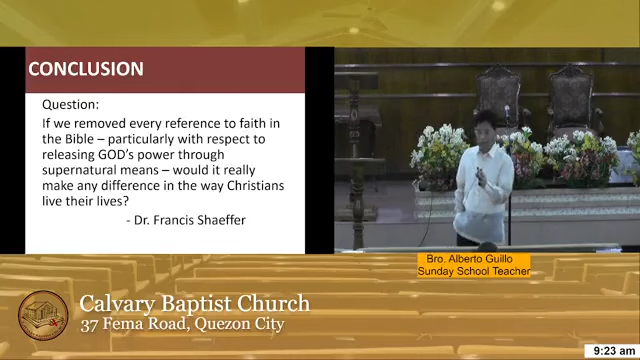 CONCLUSION
Question:
If we removed every reference to faith in
the Bible – particularly with respect to
releasing GOD's power through
supernatural means – would it really
make any difference in the way Christians
live their lives?
- Dr. Francis Shaeffer
Bro. Alberto Guillo
Sunday School Teacher
Calvary Baptist Church
37 Fema Road, Quezon City
9:23 am